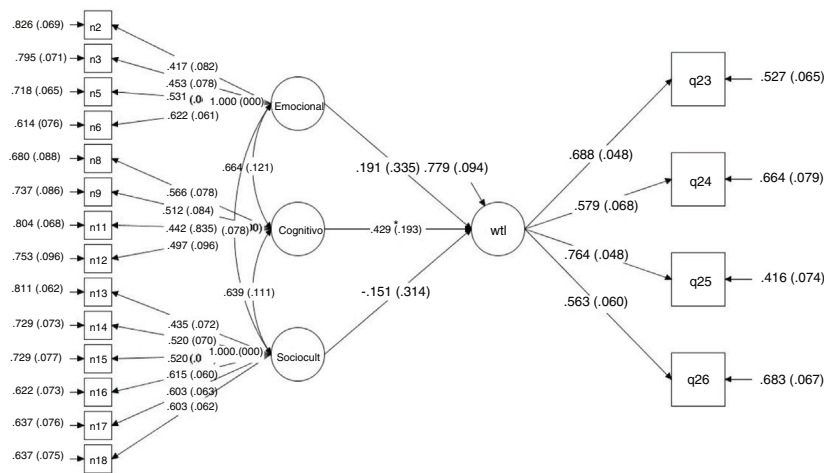 .826 (.069)
n2
.795 (.071)
n3
.718 (.065)
n5
.614 (076)
n6
.680 (.088)
n8
.737 (.086)
n9
.804 (.068)
n11
.753 (.096)
n12
.811 (.062)
n13
.729 (.073)
n14
.729 (.077)
n15
.622 (.073)
n16
.637 (.076)
n17
.637 (.075)
n18
.417 (.082)
.453 (.078)
.531
1.000 (000)
.622 (.061)
.566 (.078)
.512 (.084)
.442 (.835)
(.078)
.497 (.096)
.435 (.072)
.520 (070)
.520
1.000.(000)
.615 (.060)
.603 (.063)
.603 (.062)
Emocional
Cognitivo
Sociocult
.664 (.121)
.639 (.111)
.191 (.335)
.779 (.094)
*
.429 (.193)
-.151 (.314)
wtl
.688 (.048)
.579 (.068)
.764 (.048)
.563 (.060)
q23
.527 (.065)
q24
.664 (.079)
q25
.416 (.074)
q26
.683 (.067)